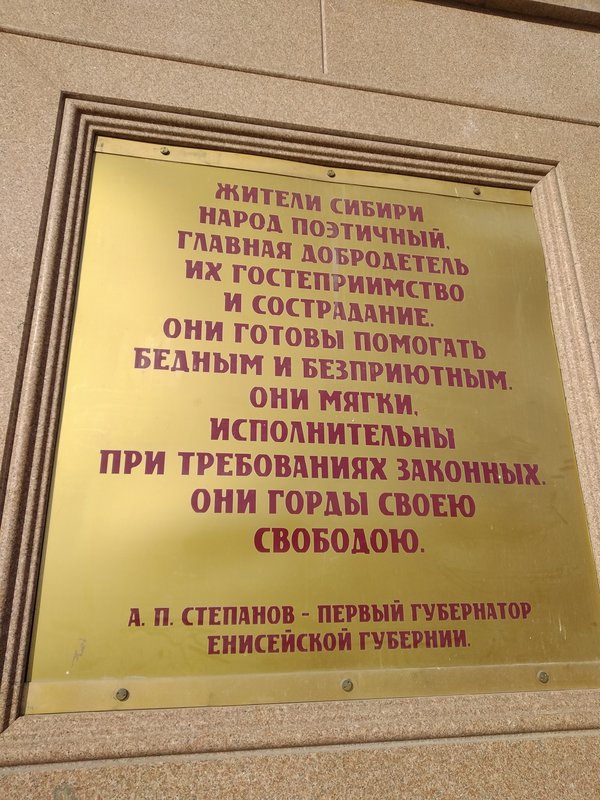 ЖИТЕЛИ СИБИРИ
НАРОД ПОЭТИЧНЫЙ,
ГЛАВНАЯ ДОБРОДЕТЕЛЬ
ИХ ГОСТЕПРИИМСТВО
И СОСТРАДАНИЕ.
ОНИ ГОТОВЫ ПОМОГАТЬ
БЕДНЫМ И БЕЗПРИЮТНЫМ.
ОНИ МЯГКИ,
ИСПОЛНИТЕЛЬНЫ
ПРИ ТРЕБОВАНИЯХ ЗАКОННЫХ.
ОНИ ГОРДЫ СВОЕЮ
СВОБОДОЮ.
А. П. СТЕПАНОВ - ПЕРВЫЙ ГУБЕРНАТОР
ЕНИСЕЙСКОЙ ГУБЕРНИИ.